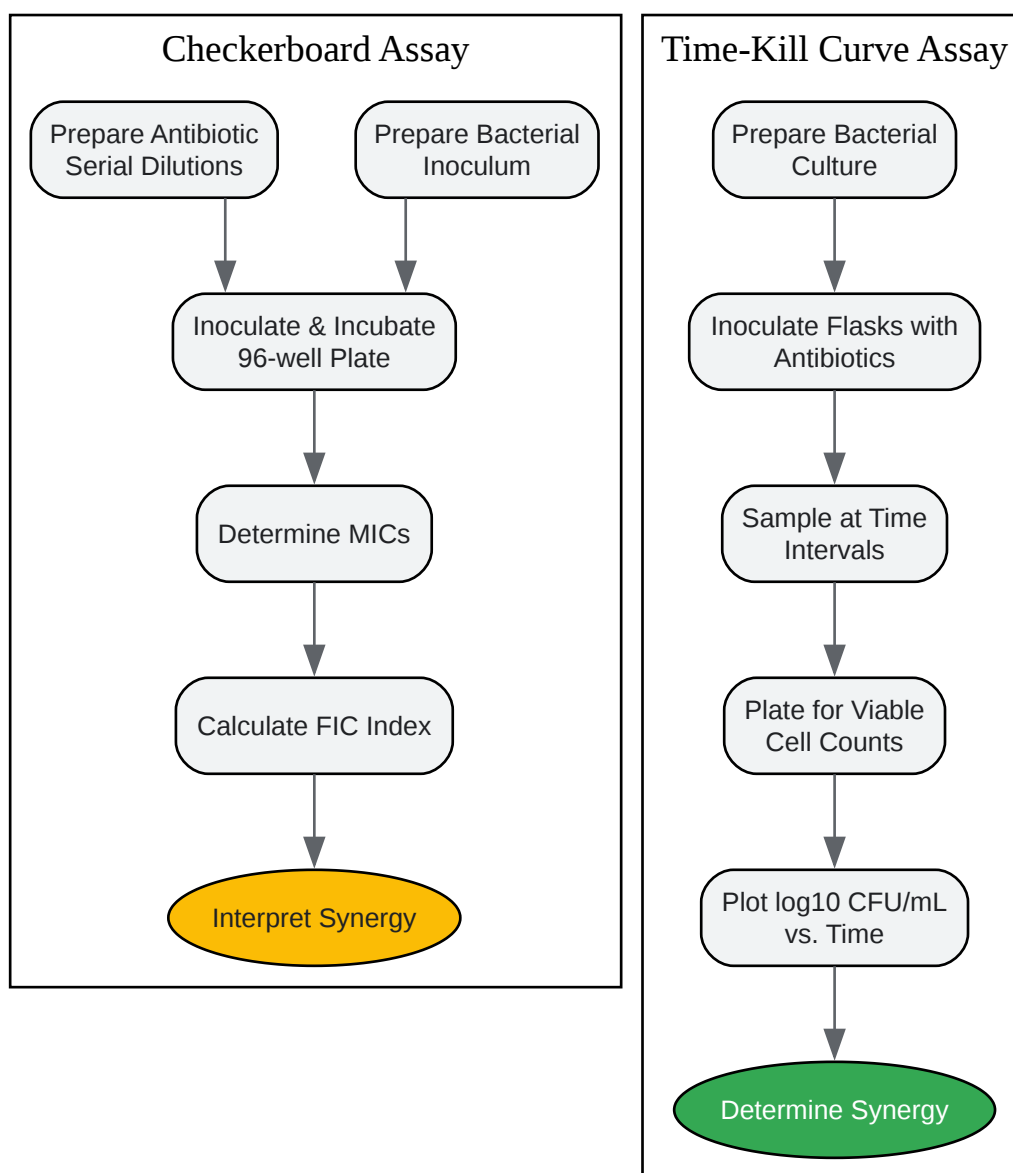 Checkerboard Assay
Prepare Antibiotic
Serial Dilutions
Prepare Bacterial
Inoculum
Inoculate & Incubate
96-well Plate
Determine MICs
Calculate FIC Index
Interpret Synergy
Time-Kill Curve Assay
Prepare Bacterial
Culture
Inoculate Flasks with
Antibiotics
Sample at Time
Intervals
Plate for Viable
Cell Counts
Plot log10 CFU/mL
vs. Time
Determine Synergy